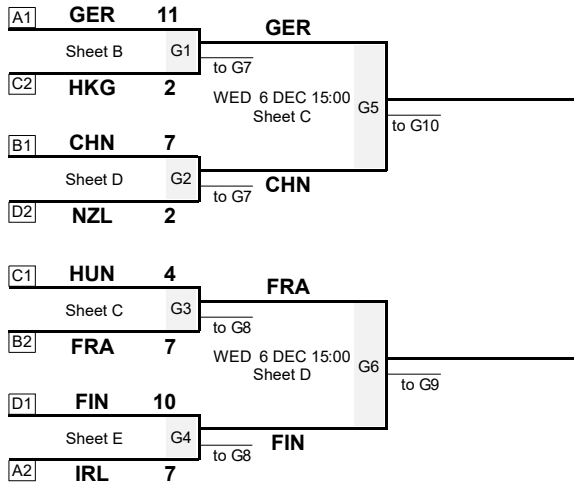 A1 GER 11
GER
Sheet B G1
to G7
C2 HKG 2
WED 6 DEC 15:00
Sheet C
G5
to G10
B1 CHN 7
Sheet D G2
to G7
CHN
D2 NZL 2
C1 HUN 4
FRA
Sheet C G3
to G8
B2 FRA 7
WED 6 DEC 15:00
Sheet D
G6
to G9
D1 FIN 10
Sheet E G4
to G8
FIN
A2 IRL 7